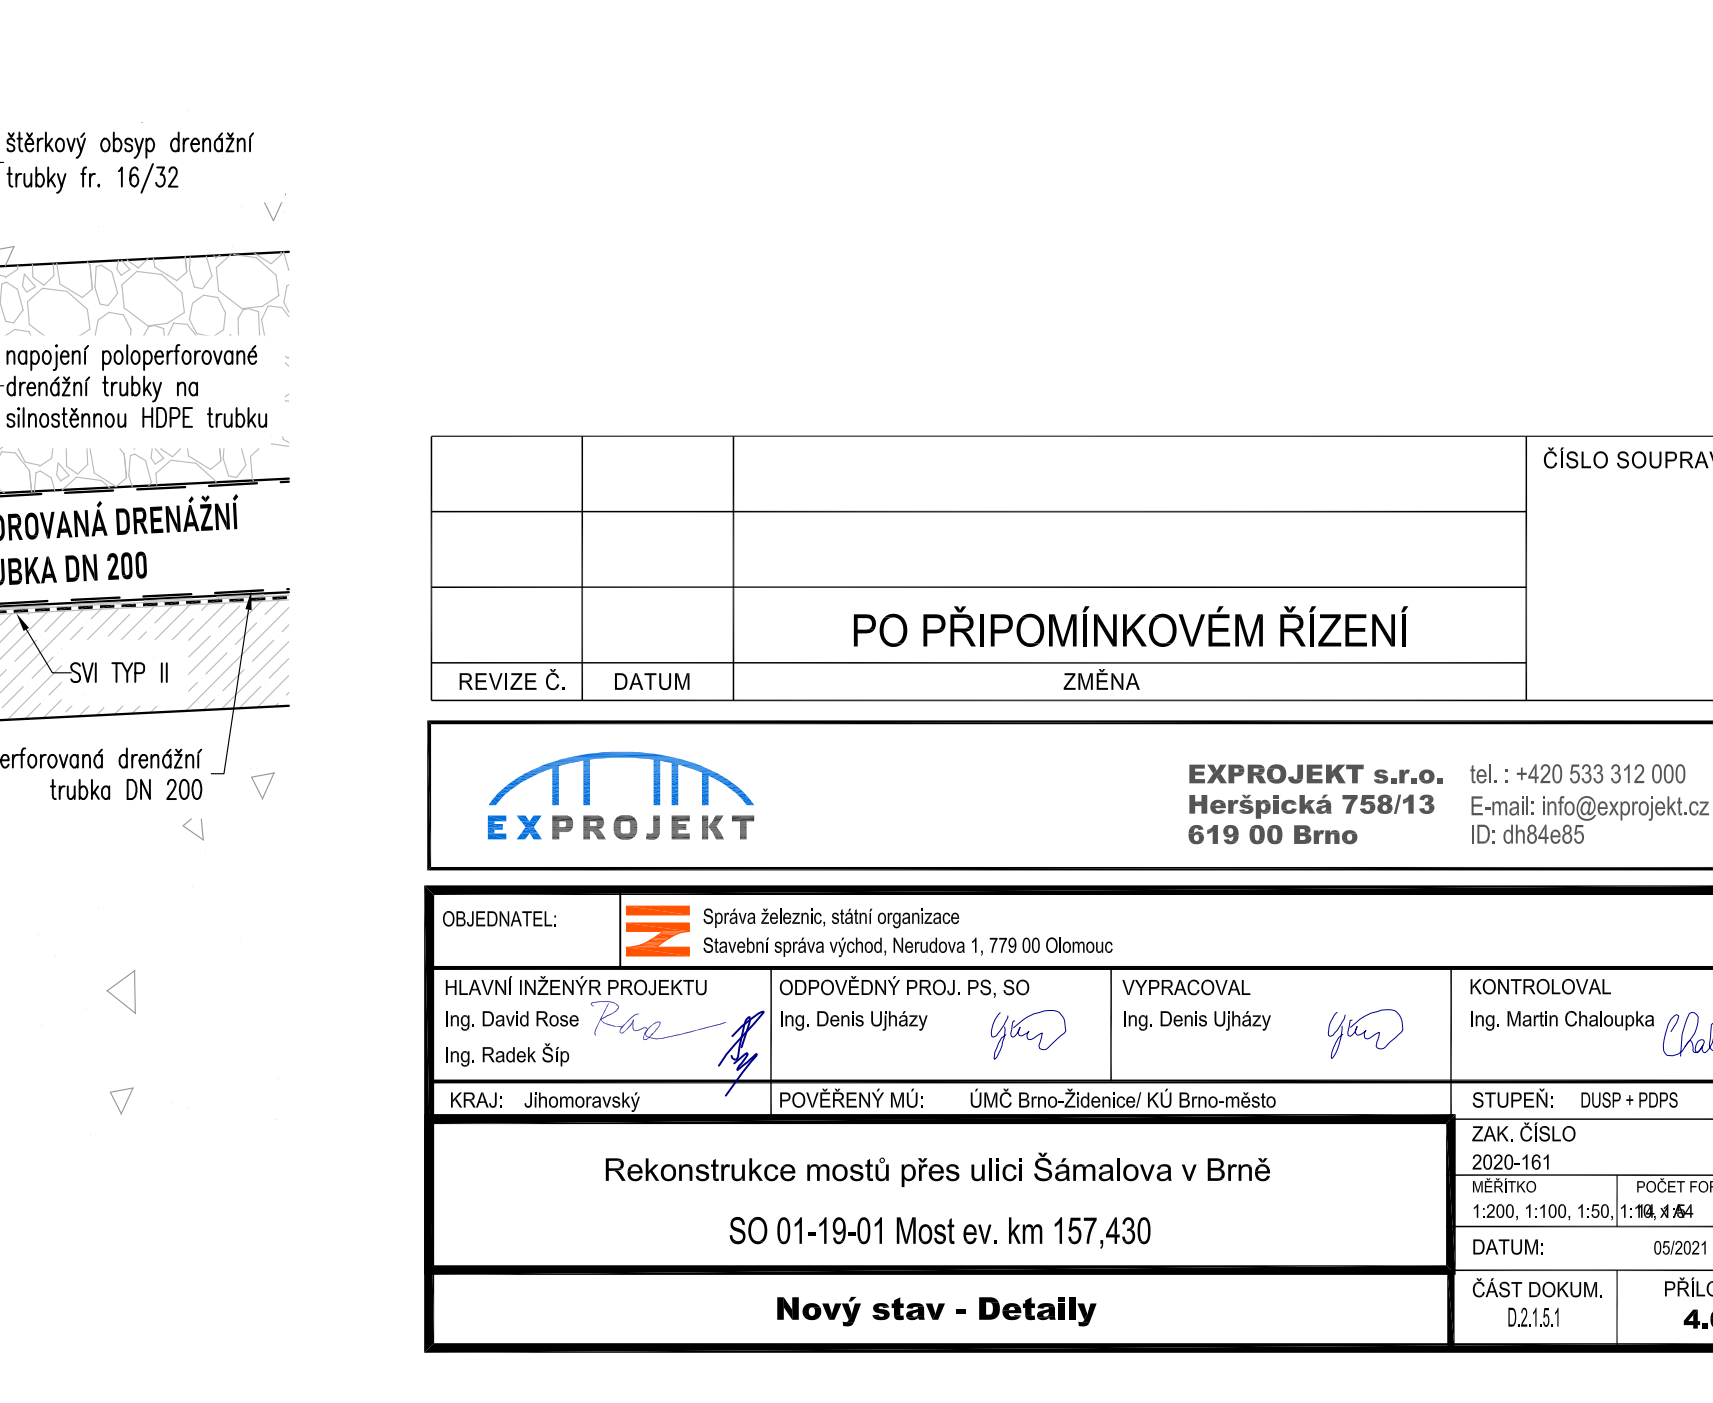 štěrkový obsyp drenážní
trubky fr. 16/32
napojení poloperforované
drenážní trubky na
silnostěnnou HDPE trubku
OROVANÁ DRENÁŽNÍ
UBKA DN 200
SVI TYP II
erforovaná drenážní
trubka DN 200
ČÍSLO SOUPRAV
PO PŘIPOMÍNKOVÉM ŘÍZENÍ
REVIZE Č. DATUM ZMĚNA
EXPROJEKT
EXPROJEKT s.r.o.
Heršpická 758/13
619 00 Brno
tel. : +420 533 312 000
E-mail: info@exprojekt.cz
ID: dh84e85
OBJEDNATEL:
Správa železnic, státní organizace
Stavební správa východ, Nerudova 1, 779 00 Olomouc
HLAVNÍ INŽENÝR PROJEKTU
Ing. David Rose
Ing. Radek Šíp
ODPOVĚDNÝ PROJ. PS, SO
Ing. Denis Ujházy
VYPRACOVAL
Ing. Denis Ujházy
KONTROLOVAL
Ing. Martin Chaloupka
KRAJ: Jihomoravský
POVĚŘENÝ MÚ: ÚMČ Brno-Židenice/ KÚ Brno-město
STUPEŇ: DUSP + PDPS
Rekonstrukce mostů přes ulici Šámalova v Brně
SO 01-19-01 Most ev. km 157,430
Nový stav - Detaily
ZAK. ČÍSLO
2020-161
MĚŘÍTKO
1:200, 1:100, 1:50,
POČET FOR
DATUM: 05/2021
ČÁST DOKUM.
D.2.1.5.1
PŘÍLO
4.